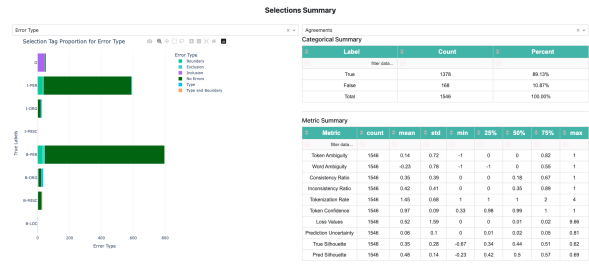 Selections Summary
Error Type
Selection Tag Proportion for Error Type
Error Type
Boundary
Exclusion
Inclusion
No Errors
Type
Type and Boundary
True Labels
O
I-PER
I-ORG
I-MISC
B-PER
B-ORG
B-MISC
B-LOC
0 200 400 600 800
Error Type
Agreements
Categorical Summary
Label Count Percent
filter data...
True 1378 89.13%
False 168 10.87%
Total 1546 100.00%
Metric Summary
Metric count mean std min 25% 50% 75% max
filter data...
Token Ambiguity 1546 0.14 0.72 -1 0 0 0.82 1
Word Ambiguity 1546 -0.23 0.78 -1 -1 0 0.55 1
Consistency Ratio 1546 0.35 0.39 0 0 0.18 0.67 1
Inconsistency Ratio 1546 0.42 0.41 0 0 0.35 0.89 1
Tokenization Rate 1546 1.45 0.68 1 1 1 2 4
Token Confidence 1546 0.97 0.09 0.33 0.98 0.99 1 1
Loss Values 1546 0.52 1.59 0 0 0.01 0.02 9.66
Prediction Uncertainty 1546 0.06 0.1 0 0.01 0.02 0.05 0.81
True Silhouette 1546 0.35 0.28 -0.67 0.34 0.44 0.51 0.62
Pred Silhouette 1546 0.48 0.14 -0.23 0.42 0.5 0.57 0.69